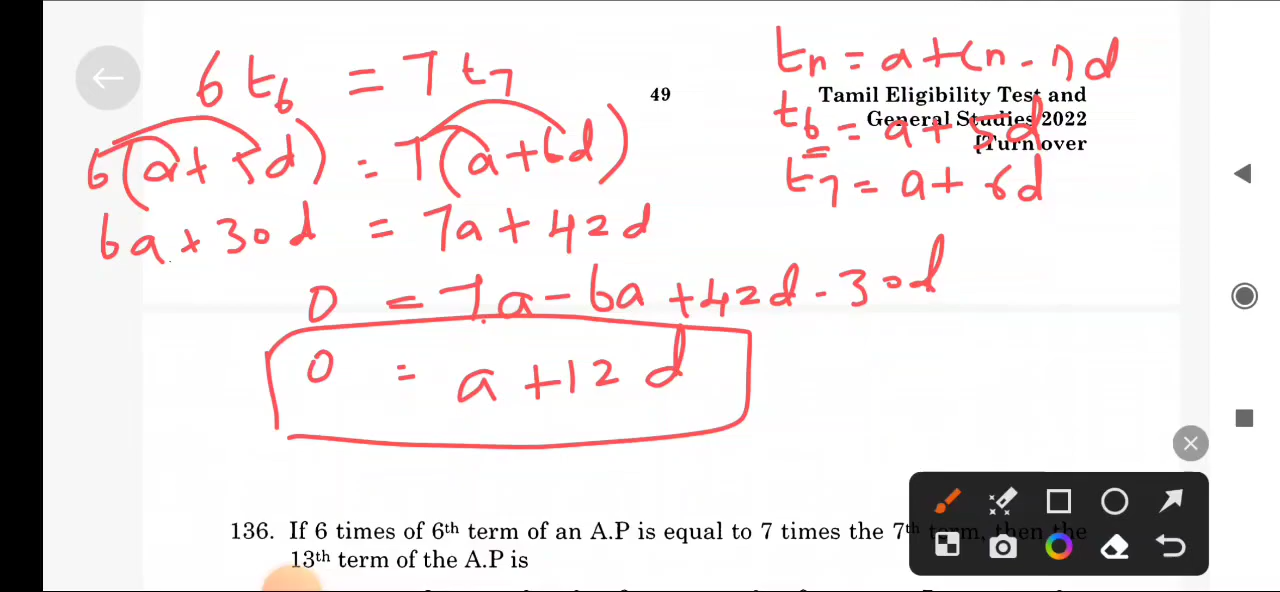 6 t₆ = 7 t₇
6(a + 5d) = 7(a + 6d)
6a + 30d = 7a + 42d
0 = 7a - 6a + 42d - 30d
0 = a + 12d
tn = a + (n - 1)d
49
Tamil Eligibility Test and
General Studies 2022
[Turn over
t₆ = a + 5d
t₇ = a + 6d
136. If 6 times of 6th term of an A.P is equal to 7 times the 7th term, then the
13th term of the A.P is